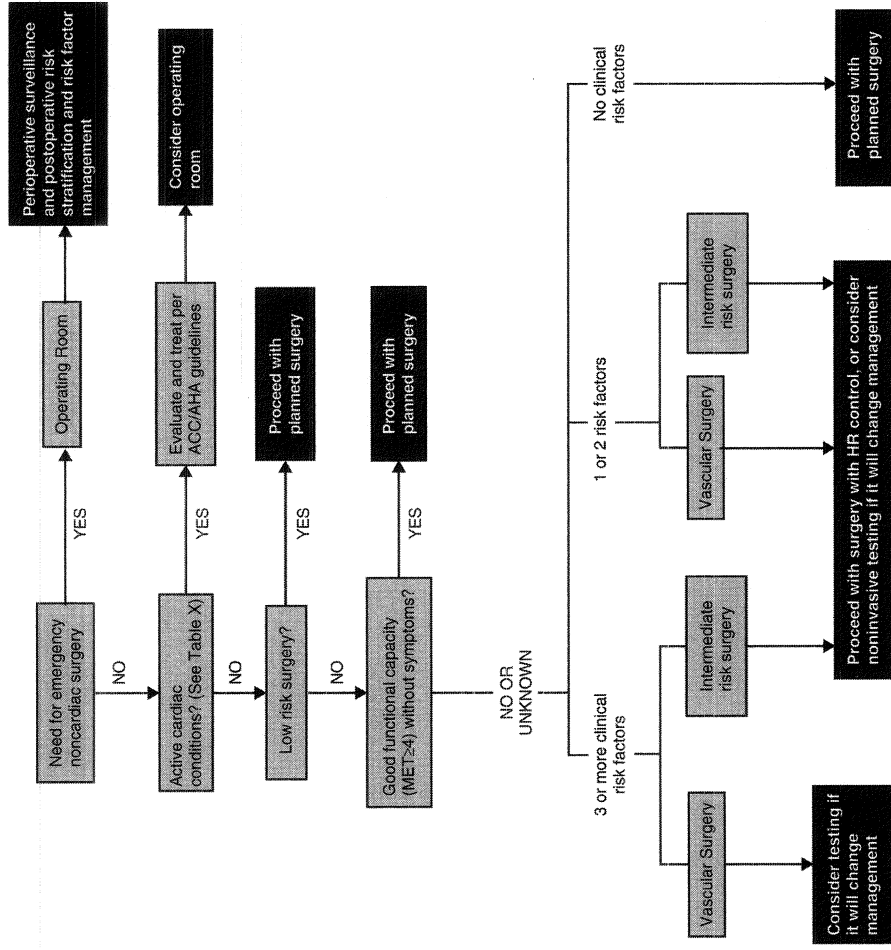 Need for emergency
noncardiac surgery
YES
Operating Room
Perioperative surveillance
and postoperative risk
stratification and risk factor
management
NO
Active cardiac
conditions? (See Table X)
YES
Evaluate and treat per
ACC/AHA guidelines
Consider operating
room
NO
Low risk surgery?
YES
Proceed with
planned surgery
NO
Good functional capacity
(MET≥4) without symptoms?
YES
Proceed with
planned surgery
NO OR
UNKNOWN
3 or more clinical
risk factors
1 or 2 risk factors
No clinical
risk factors
Vascular Surgery
Intermediate
risk surgery
Vascular Surgery
Intermediate
risk surgery
Consider testing if
it will change
management
Proceed with surgery with HR control, or consider
noninvasive testing if it will change management
Proceed with
planned surgery